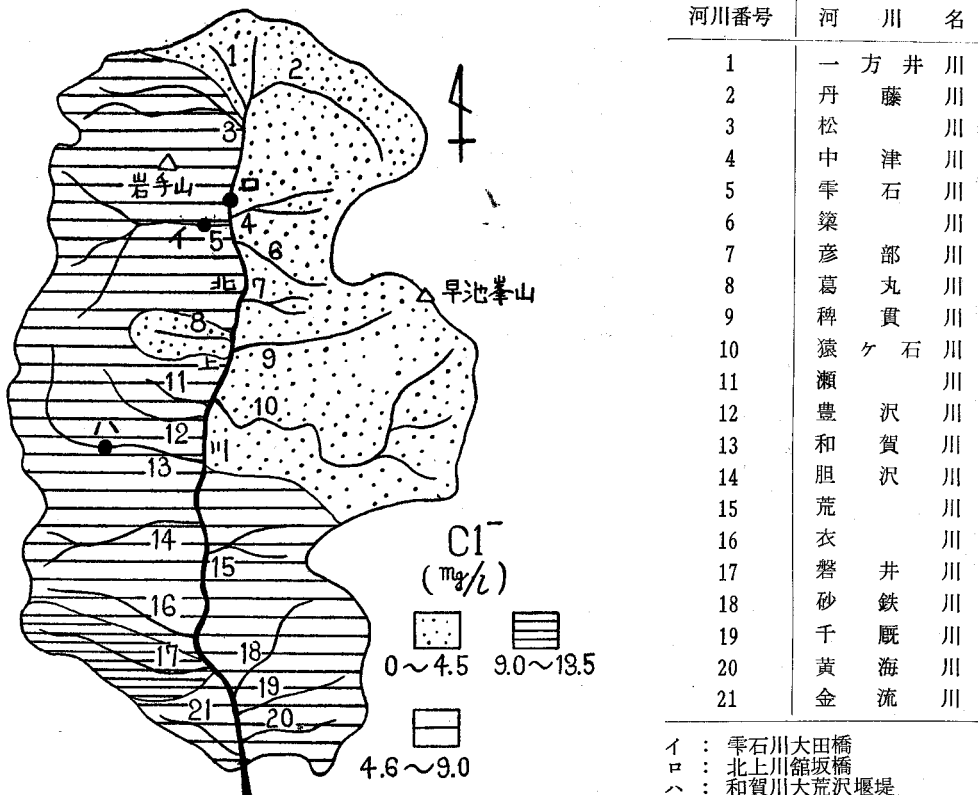 1
2
3
岩手山
ロ
4
イ
5
6
北
7
早池峯山
8
上
9
11
10
ハ
12
川
13
14
15
16
17
18
19
21
20
Cl⁻
(mg/l)
0～4.5 9.0～13.5
4.6～9.0
河川番号 河川名
1 一方井川
2 丹藤川
3 松川
4 中津川
5 雫石川
6 簗川
7 彦部川
8 葛丸川
9 稗貫川
10 猿ケ石川
11 瀬川
12 豊沢川
13 和賀川
14 胆沢川
15 荒川
16 衣川
17 磐井川
18 砂鉄川
19 千厩川
20 黄海川
21 金流川
イ：雫石川大田橋
ロ：北上川舘坂橋
ハ：和賀川大荒沢堰堤